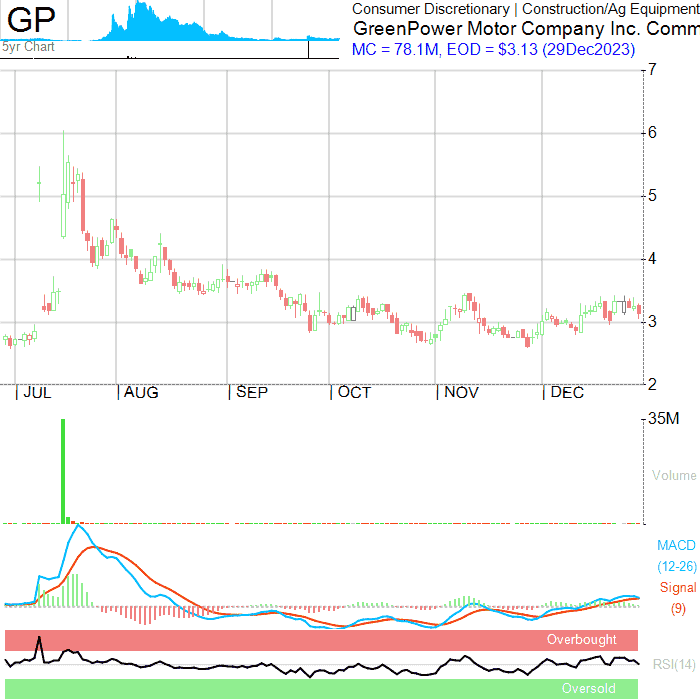 GP
5yr Chart
Consumer Discretionary | Construction/Ag Equipment
GreenPower Motor Company Inc. Comm
MC = 78.1M, EOD = $3.13 (29Dec2023)
7
6
5
4
3
2
JUL AUG SEP OCT NOV DEC
35M
Volume
MACD
(12-26)
Signal
(9)
Overbought
RSI(14)
Oversold